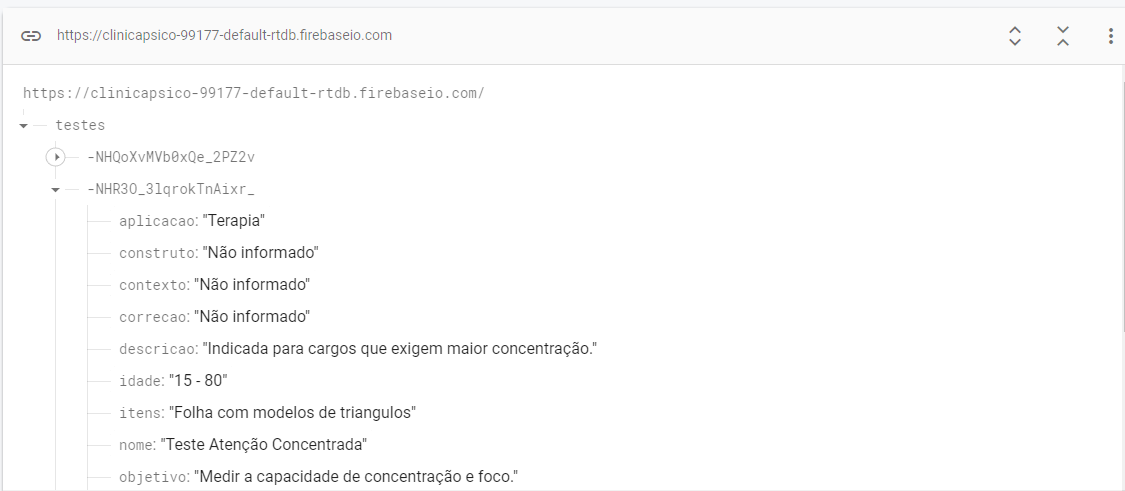 https://clinicapsico-99177-default-rtdb.firebaseio.com
https://clinicapsico-99177-default-rtdb.firebaseio.com/
testes
-NHQoXvMVb0xQe_2PZ2v
-NHR3O_3lqrokTnAixr_
aplicacao: "Terapia"
construto: "Não informado"
contexto: "Não informado"
correcao: "Não informado"
descricao: "Indicada para cargos que exigem maior concentração."
idade: "15 - 80"
itens: "Folha com modelos de triangulos"
nome: "Teste Atenção Concentrada"
objetivo: "Medir a capacidade de concentração e foco."